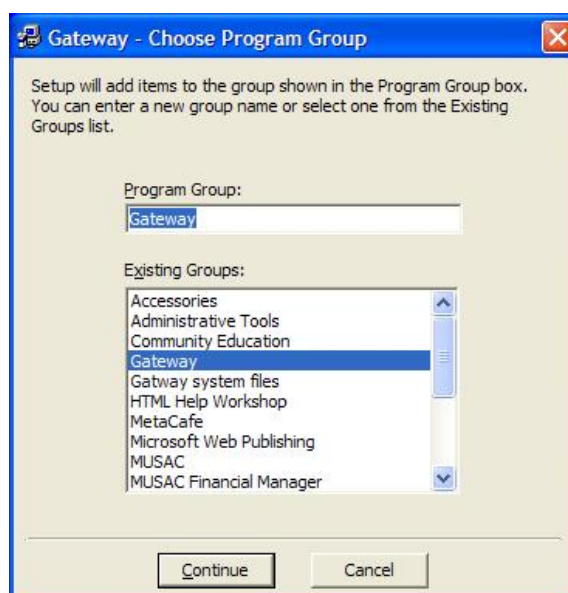 Gateway - Choose Program Group
Setup will add items to the group shown in the Program Group box.
You can enter a new group name or select one from the Existing
Groups list.
Program Group:
Gateway
Existing Groups:
Accessories
Administrative Tools
Community Education
Gateway
Gatway system files
HTML Help Workshop
MetaCafe
Microsoft Web Publishing
MUSAC
MUSAC Financial Manager
Continue
Cancel